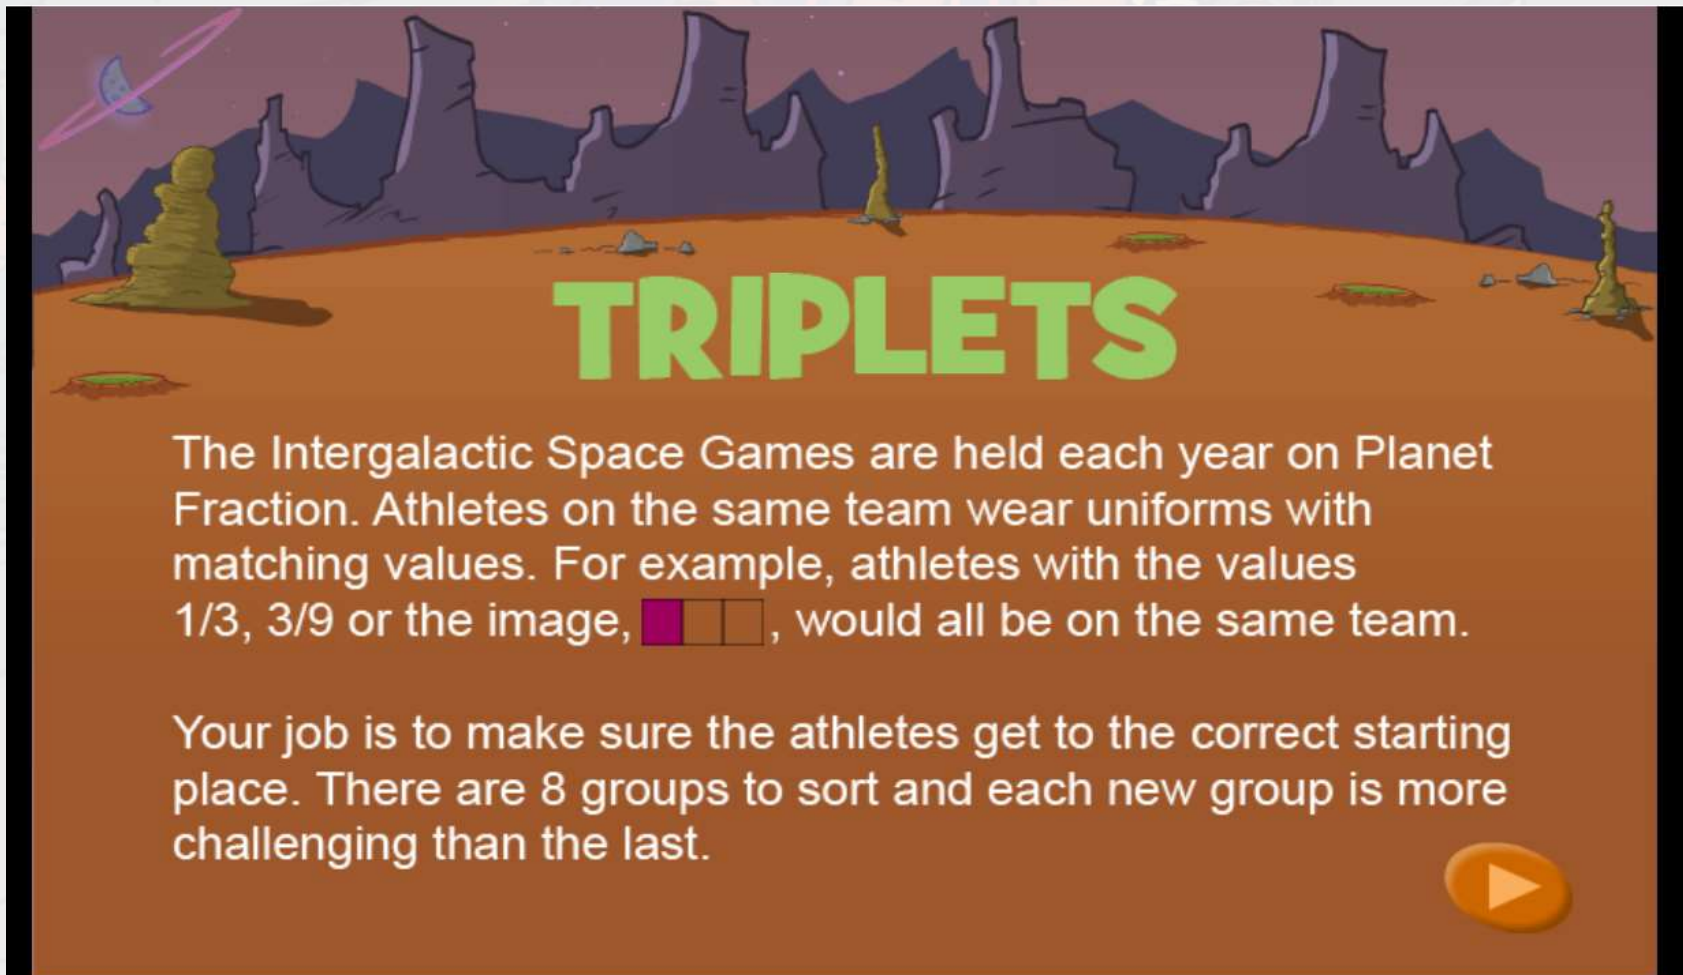 TRIPLETS
The Intergalactic Space Games are held each year on Planet
Fraction. Athletes on the same team wear uniforms with
matching values. For example, athletes with the values
1/3, 3/9 or the image, , would all be on the same team.
Your job is to make sure the athletes get to the correct starting
place. There are 8 groups to sort and each new group is more
challenging than the last.